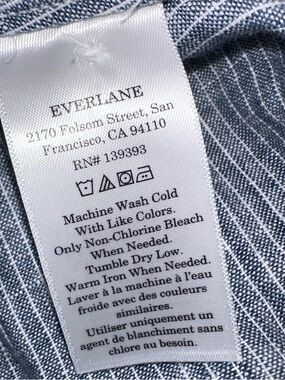 EVERLANE
2170 Folsom Street, San
Francisco, CA 94110
RN# 139393
Machine Wash Cold
With Like Colors.
Only Non-Chlorine Bleach
When Needed.
Tumble Dry Low.
Warm Iron When Needed.
Laver à la machine à l'eau
froide avec des couleurs
similaires.
Utiliser uniquement un
agent de blanchiment sans
chlore au besoin.